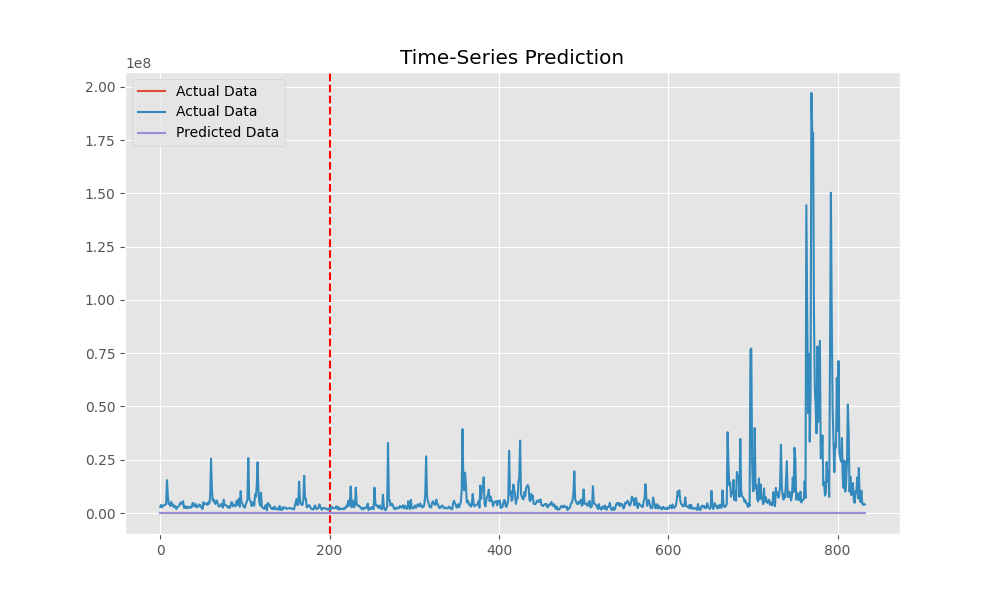 Time-Series Prediction
1e8
Actual Data
Actual Data
Predicted Data
2.00
1.75
1.50
1.25
1.00
0.75
0.50
0.25
0.00
0 200 400 600 800